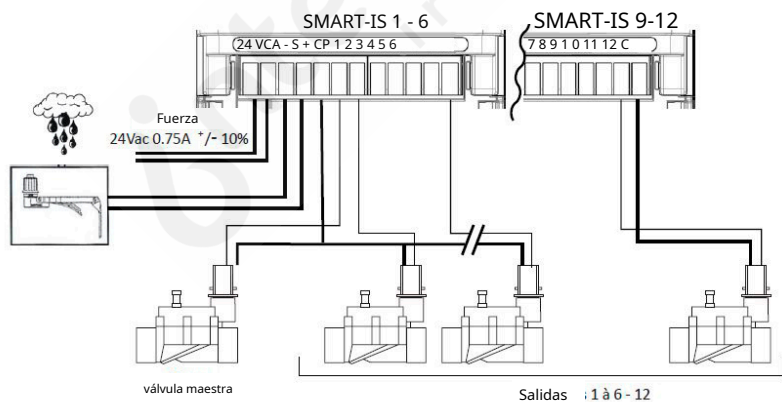 SMART-IS 1 - 6
SMART-IS 9-12
24 VCA - S + CP 1 2 3 4 5 6
7 8 9 1 0 11 12 C
Fuerza
24Vac 0.75A +/- 10%
válvula maestra
Salidas 1 à 6 - 12